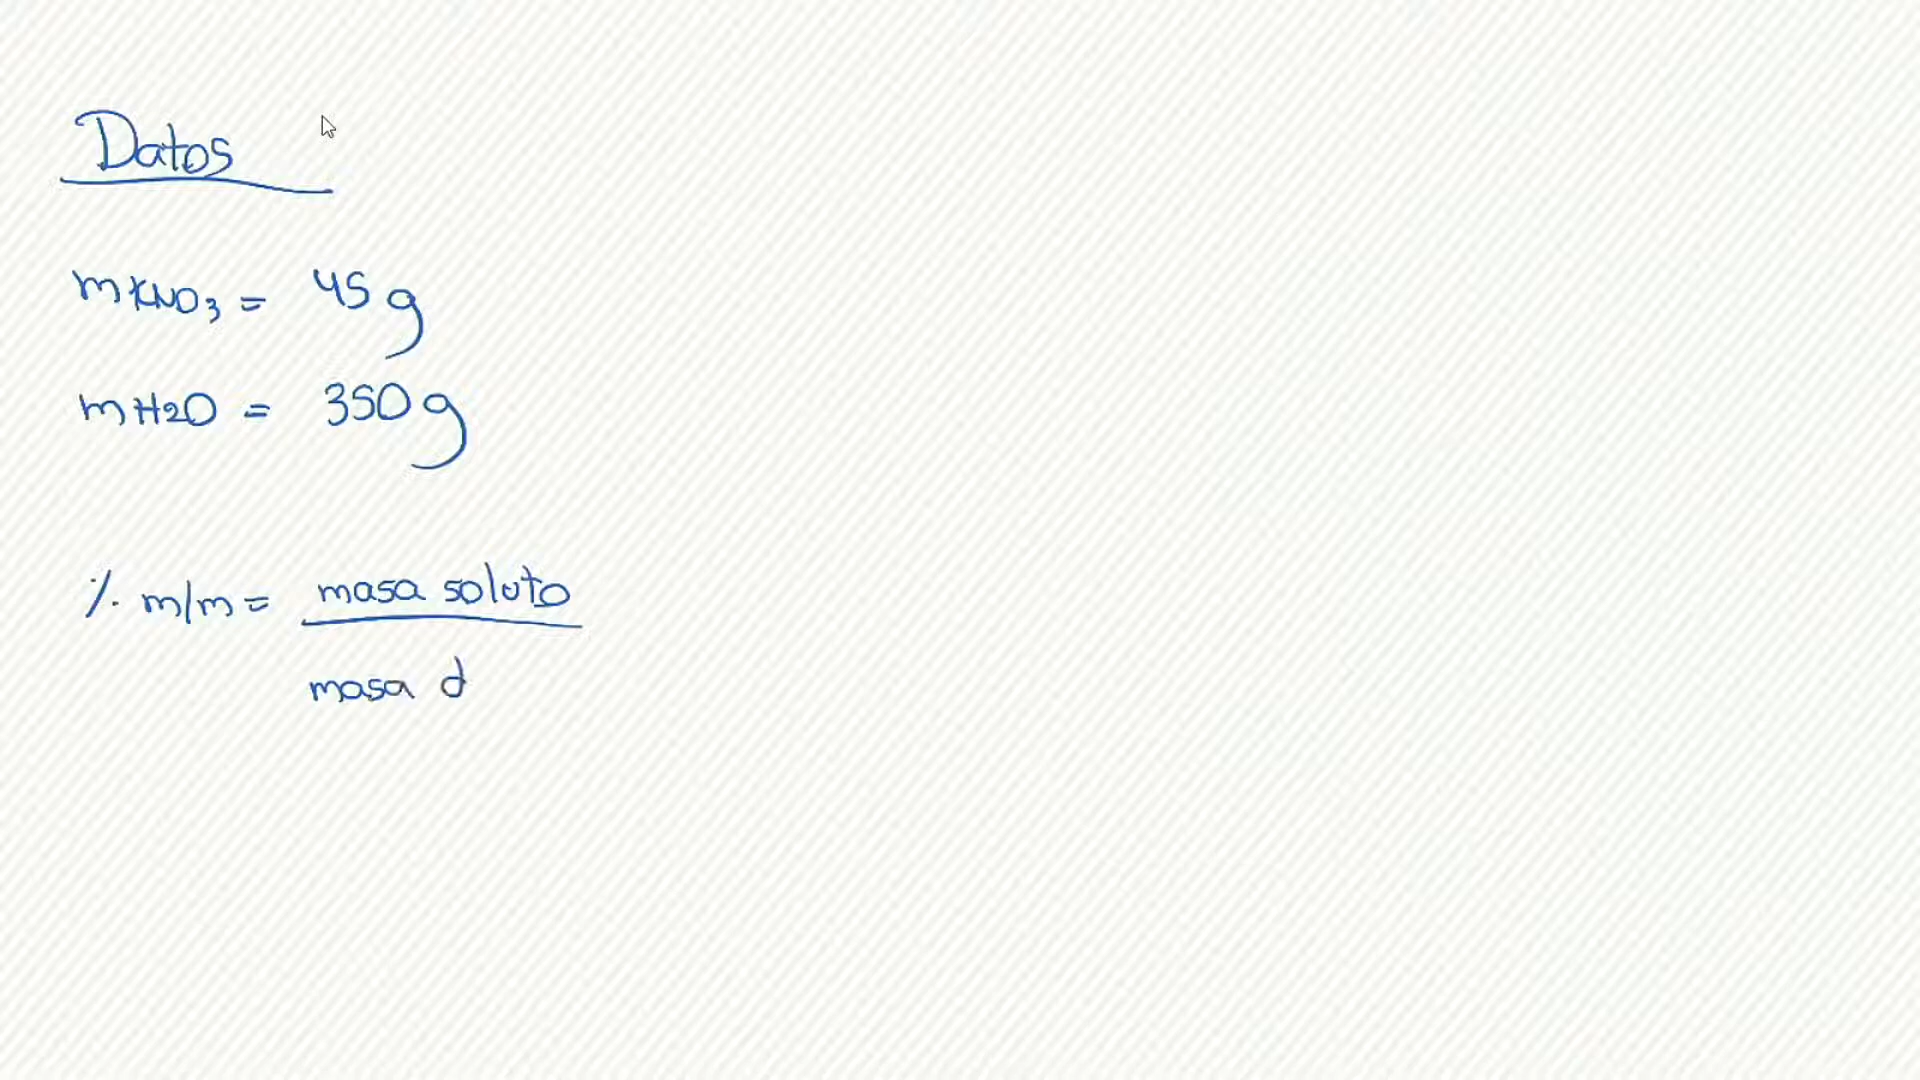 Datos
mKNO3 = 45 g
mH2O = 350 g
% m/m = masa soluto
masa d